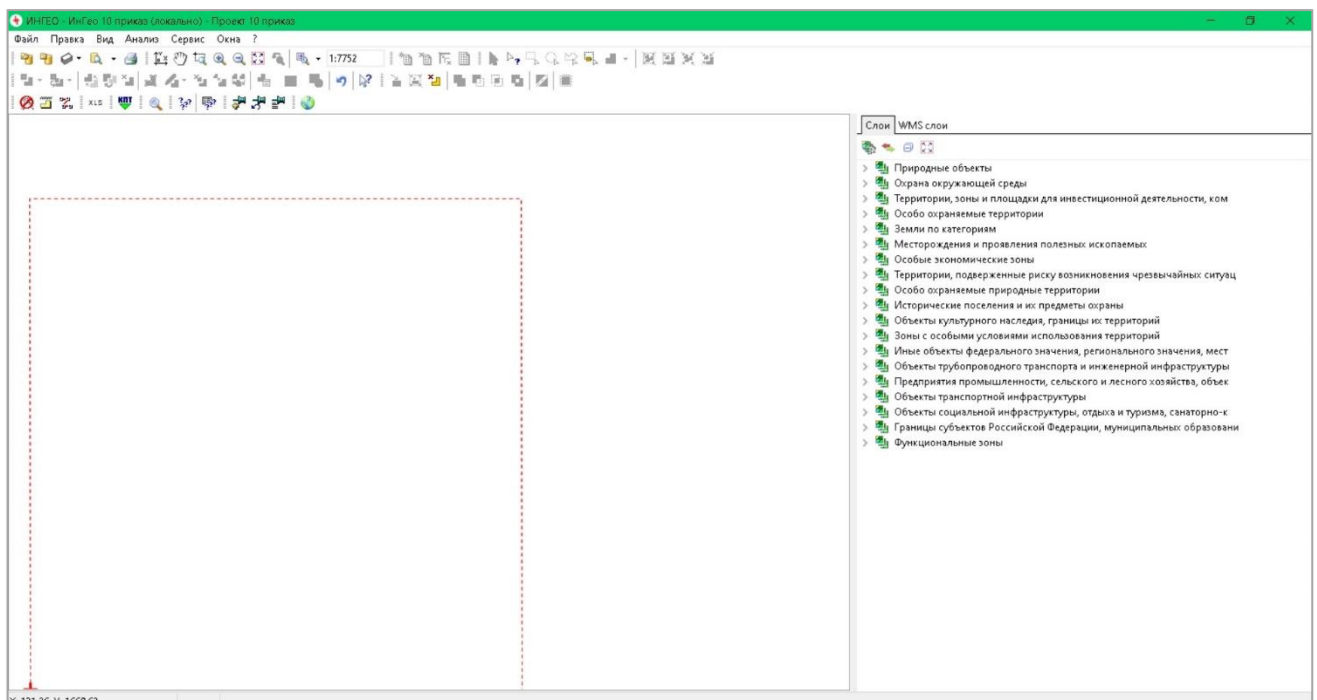 ИНГЕО - ИнГео 10 приказ (локально) - Проект 10 приказ
Файл Правка Вид Анализ Сервис Окна ?
1:7752
XLS КПТ
Слои WMS слои
Природные объекты
Охрана окружающей среды
Территории, зоны и площадки для инвестиционной деятельности, ком
Особо охраняемые территории
Земли по категориям
Месторождения и проявления полезных ископаемых
Особые экономические зоны
Территории, подверженные риску возникновения чрезвычайных ситуац
Особо охраняемые природные территории
Исторические поселения и их предметы охраны
Объекты культурного наследия, границы их территорий
Зоны с особыми условиями использования территорий
Иные объекты федерального значения, регионального значения, мест
Объекты трубопроводного транспорта и инженерной инфраструктуры
Предприятия промышленности, сельского и лесного хозяйства, объек
Объекты транспортной инфраструктуры
Объекты социальной инфраструктуры, отдыха и туризма, санаторно-к
Границы субъектов Российской Федерации, муниципальных образовани
Функциональные зоны